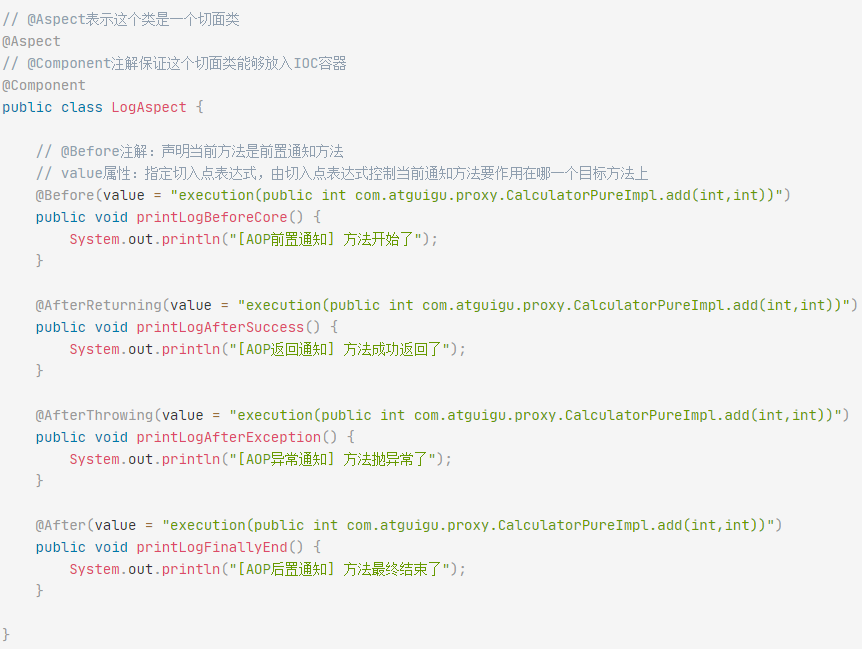 // @Aspect表示这个类是一个切面类
@Aspect
// @Component注解保证这个切面类能够放入IOC容器
@Component
public class LogAspect {
    // @Before注解：声明当前方法是前置通知方法
    // value属性：指定切入点表达式，由切入点表达式控制当前通知方法要作用在哪一个目标方法上
    @Before(value = "execution(public int com.atguigu.proxy.CalculatorPureImpl.add(int,int))")
    public void printLogBeforeCore() {
        System.out.println("[AOP前置通知] 方法开始了");
    }
    @AfterReturning(value = "execution(public int com.atguigu.proxy.CalculatorPureImpl.add(int,int))")
    public void printLogAfterSuccess() {
        System.out.println("[AOP返回通知] 方法成功返回了");
    }
    @AfterThrowing(value = "execution(public int com.atguigu.proxy.CalculatorPureImpl.add(int,int))")
    public void printLogAfterException() {
        System.out.println("[AOP异常通知] 方法抛异常了");
    }
    @After(value = "execution(public int com.atguigu.proxy.CalculatorPureImpl.add(int,int))")
    public void printLogFinallyEnd() {
        System.out.println("[AOP后置通知] 方法最终结束了");
    }
}